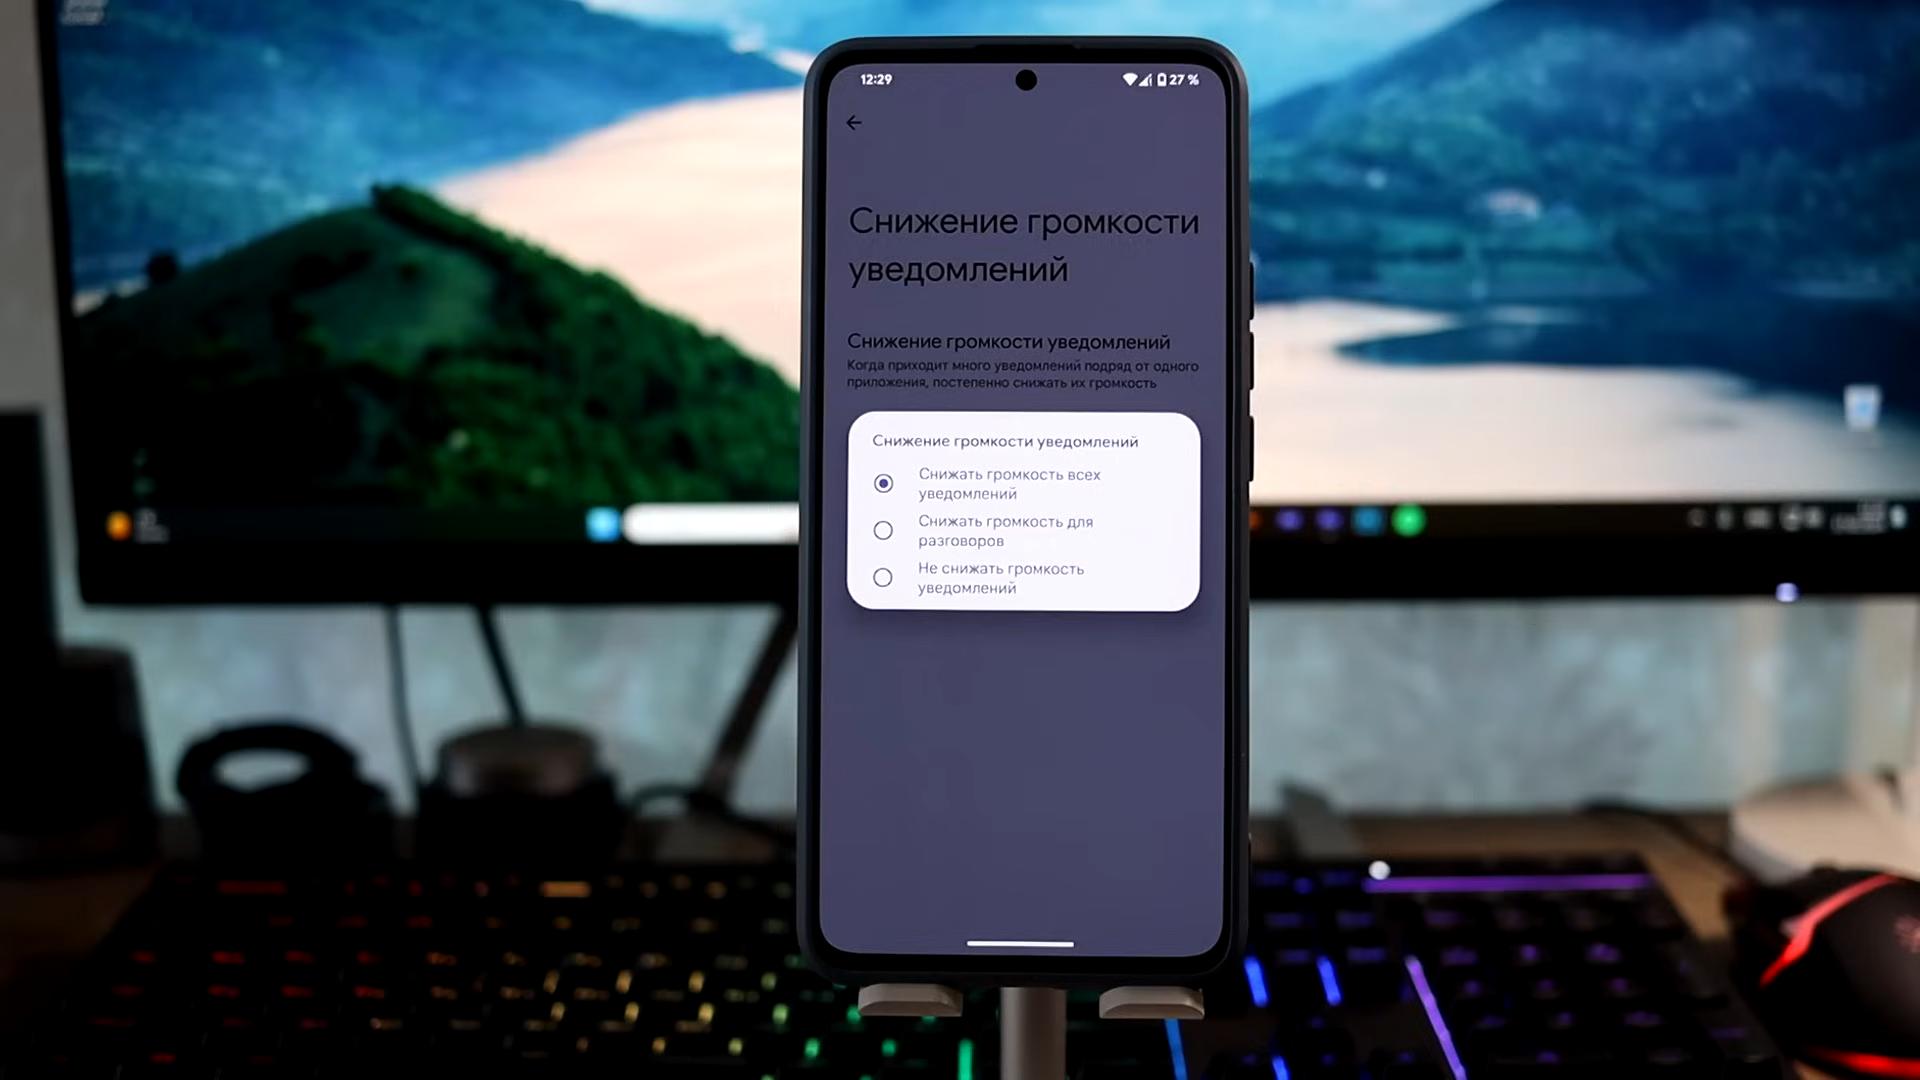 12:29
27 %
Снижение громкости
уведомлений
Снижение громкости уведомлений
Когда приходит много уведомлений подряд от одного
приложения, постепенно снижать их громкость
Снижение громкости уведомлений
Снижать громкость всех
уведомлений
Снижать громкость для
разговоров
Не снижать громкость
уведомлений